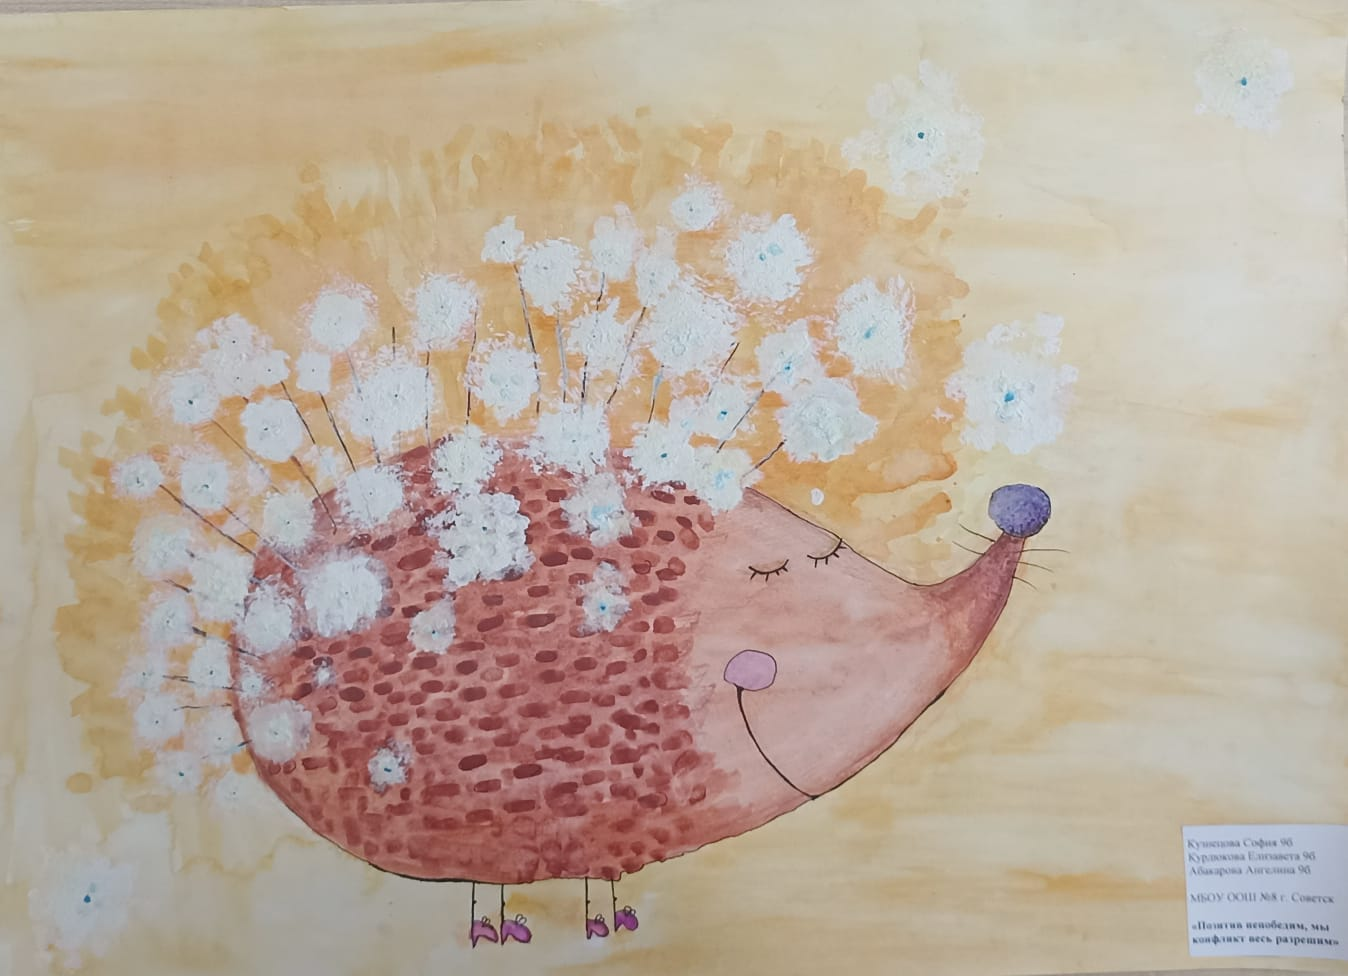 Кузнецова София 9б
Курдюкова Елизавета 9б
Абакарова Ангелина 9б
МБОУ ООШ №8 г. Советск
«Позитив непобедим, мы
конфликт весь разрешим»